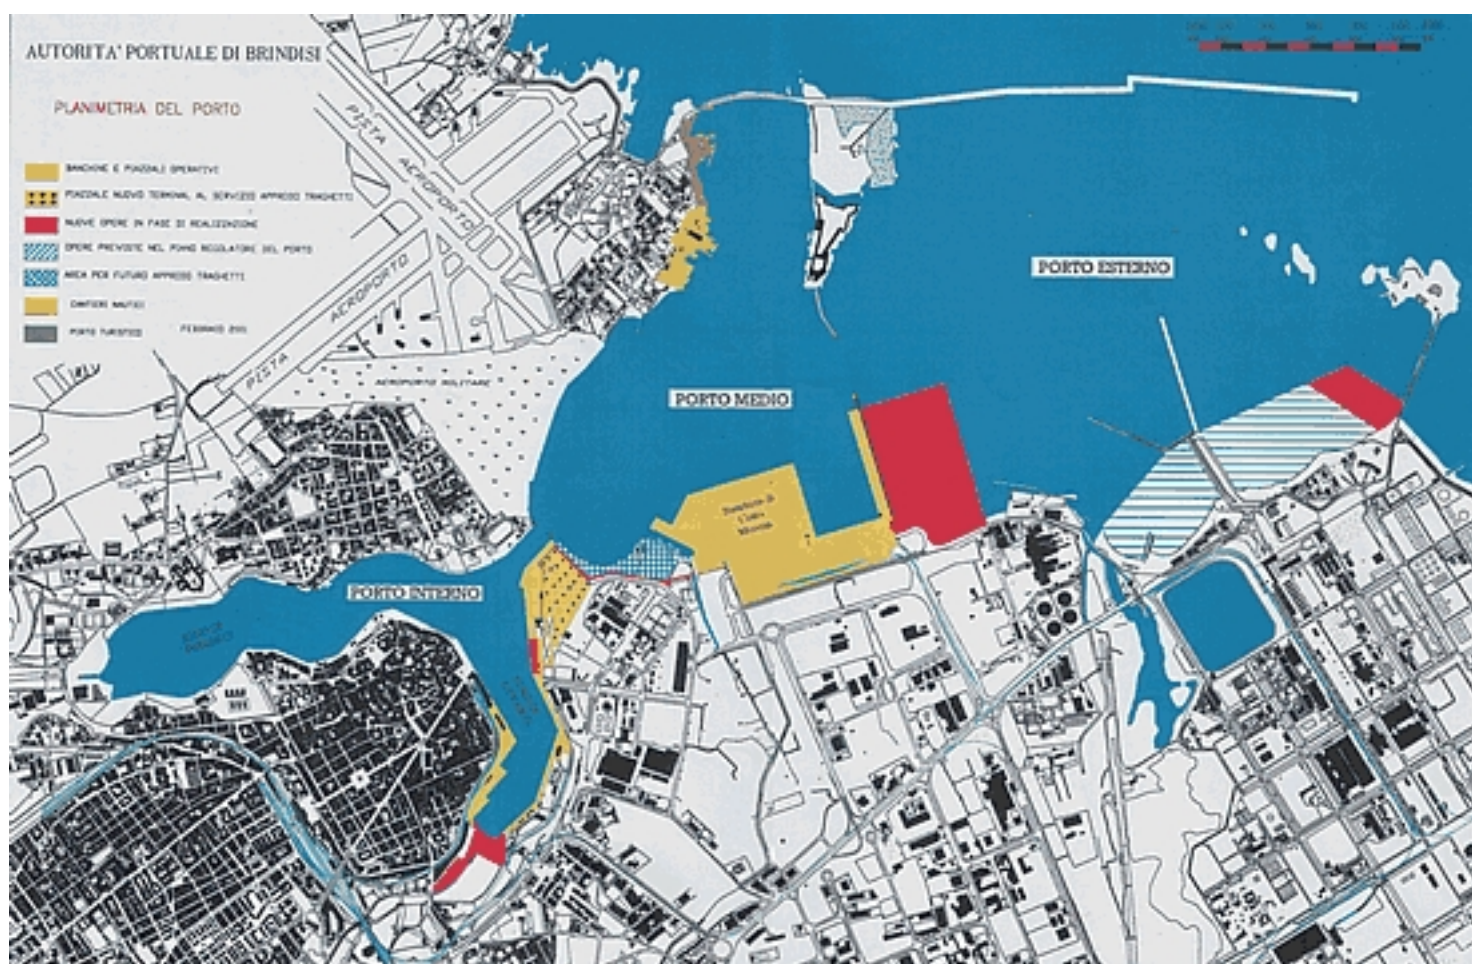 AUTORITA' PORTUALE DI BRINDISI
PLANIMETRIA DEL PORTO
BANCHINE E PIAZZALI OPERATIVI
PIAZZALE NUOVO TERMINAL AL SERVIZIO APPRODO TRAGHETTI
NUOVE OPERE IN FASE DI REALIZZAZIONE
OPERE PREVISTE NEL PIANO REGOLATORE DEL PORTO
AREA PER FUTURO APPRODO TRAGHETTI
CANTIERI NAUTICI
PORTO TURISTICO
FEBBRAIO 2001
PISTA AEROPORTO
PISTA AEROPORTO
AEROPORTO MILITARE
PORTO ESTERNO
PORTO MEDIO
PORTO INTERNO